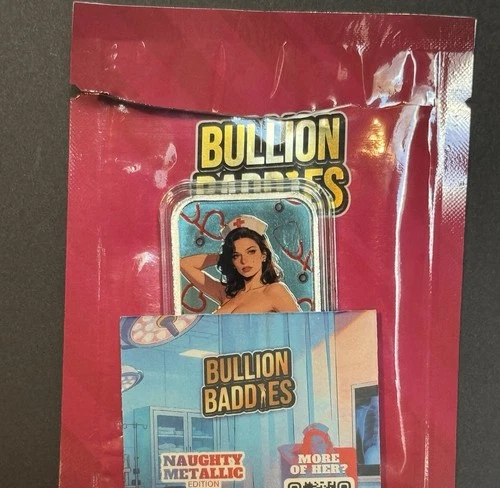 BULLION
BADDIES
BULLION
BADDIES
NAUGHTY
METALLIC
EDITION
MORE
OF HER?